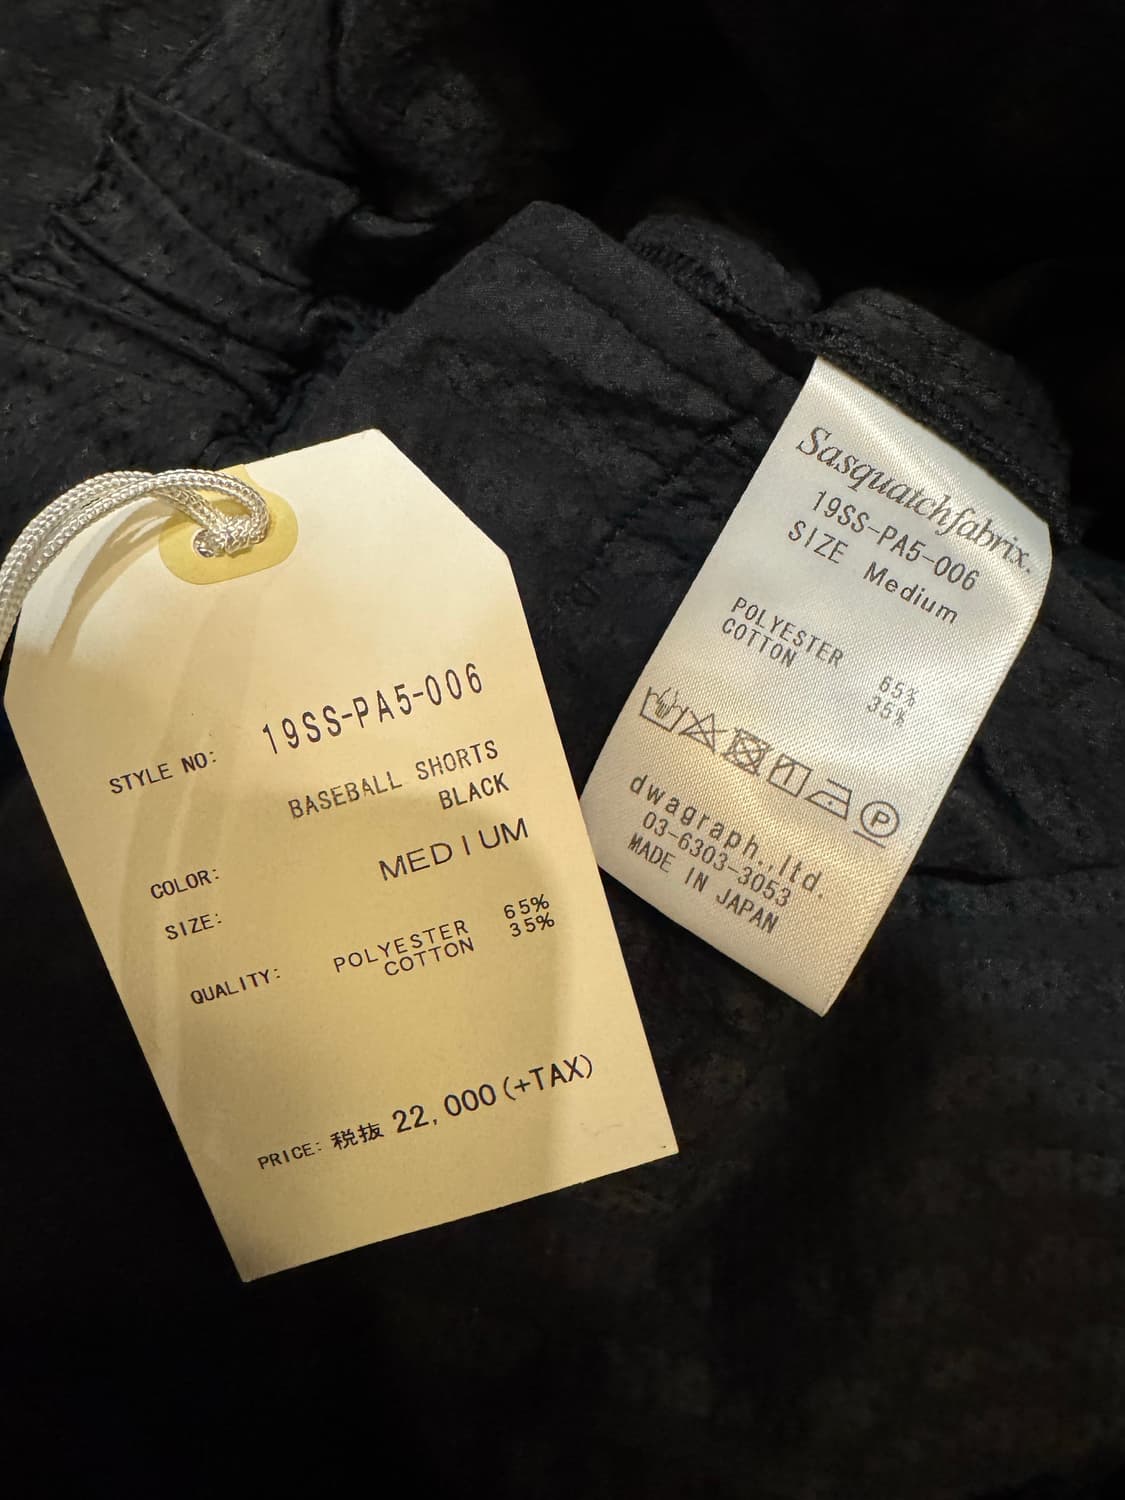 STYLE NO: 19SS-PA5-006
BASEBALL SHORTS
COLOR: BLACK
SIZE: MEDIUM
QUALITY: POLYESTER 65%
COTTON 35%
PRICE: 税抜 22,000(+TAX)
Sasquatchfabrix.
19SS-PA5-006
SIZE Medium
POLYESTER 65%
COTTON 35%
P
dwagraph.,ltd.
03-6303-3053
MADE IN JAPAN